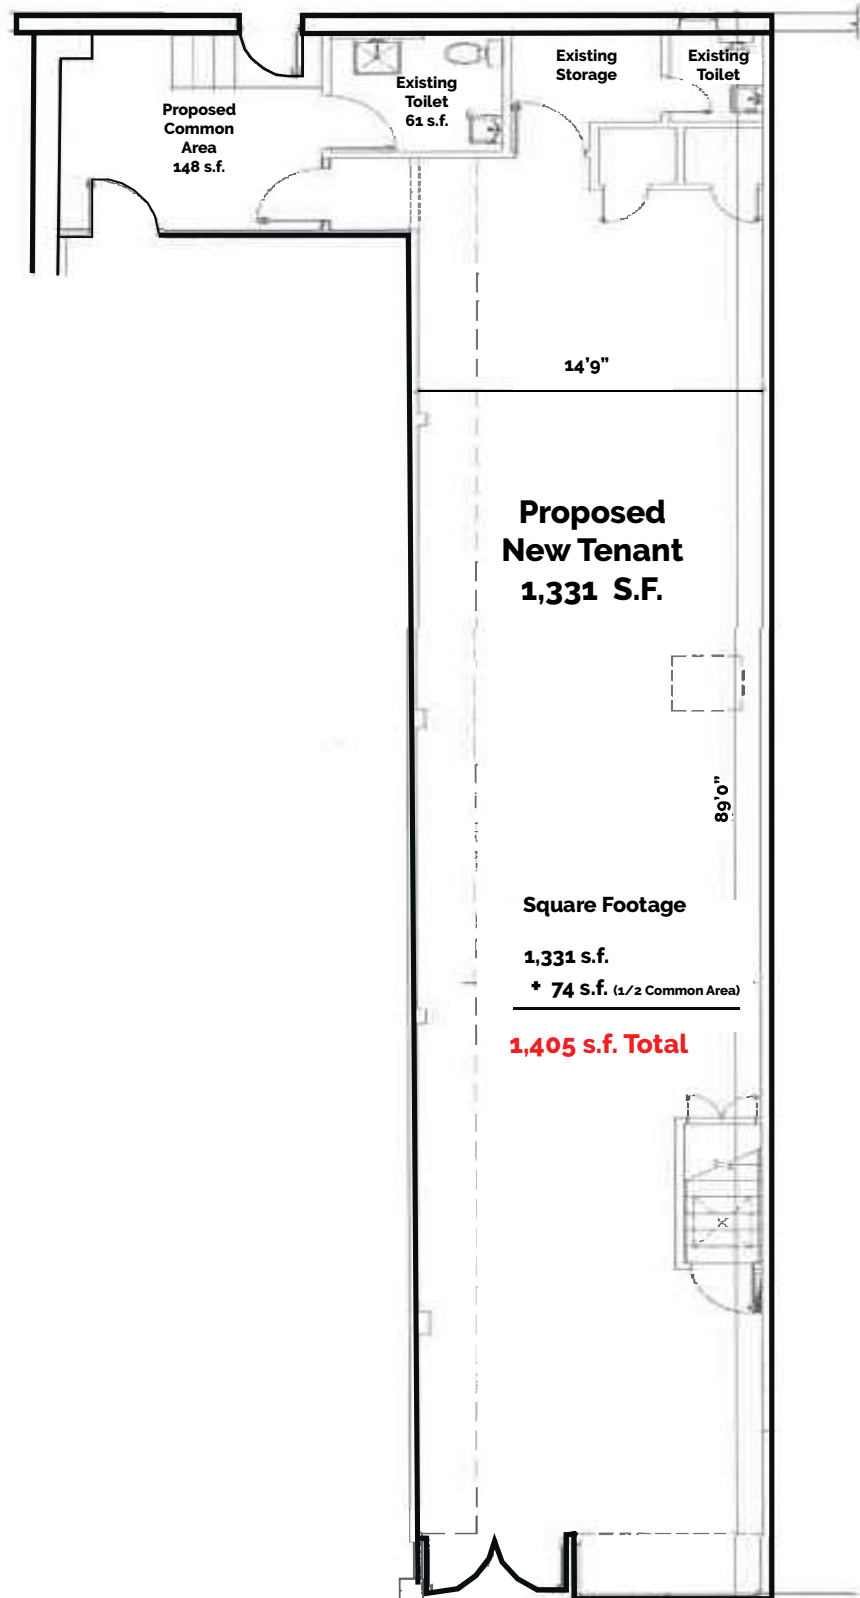 Proposed
Common
Area
148 s.f.
Existing
Toilet
61 s.f.
Existing
Storage
Existing
Toilet
14'9"
Proposed
New Tenant
1,331 S.F.
89'0"
Square Footage
1,331 s.f.
+ 74 s.f. (1/2 Common Area)
1,405 s.f. Total